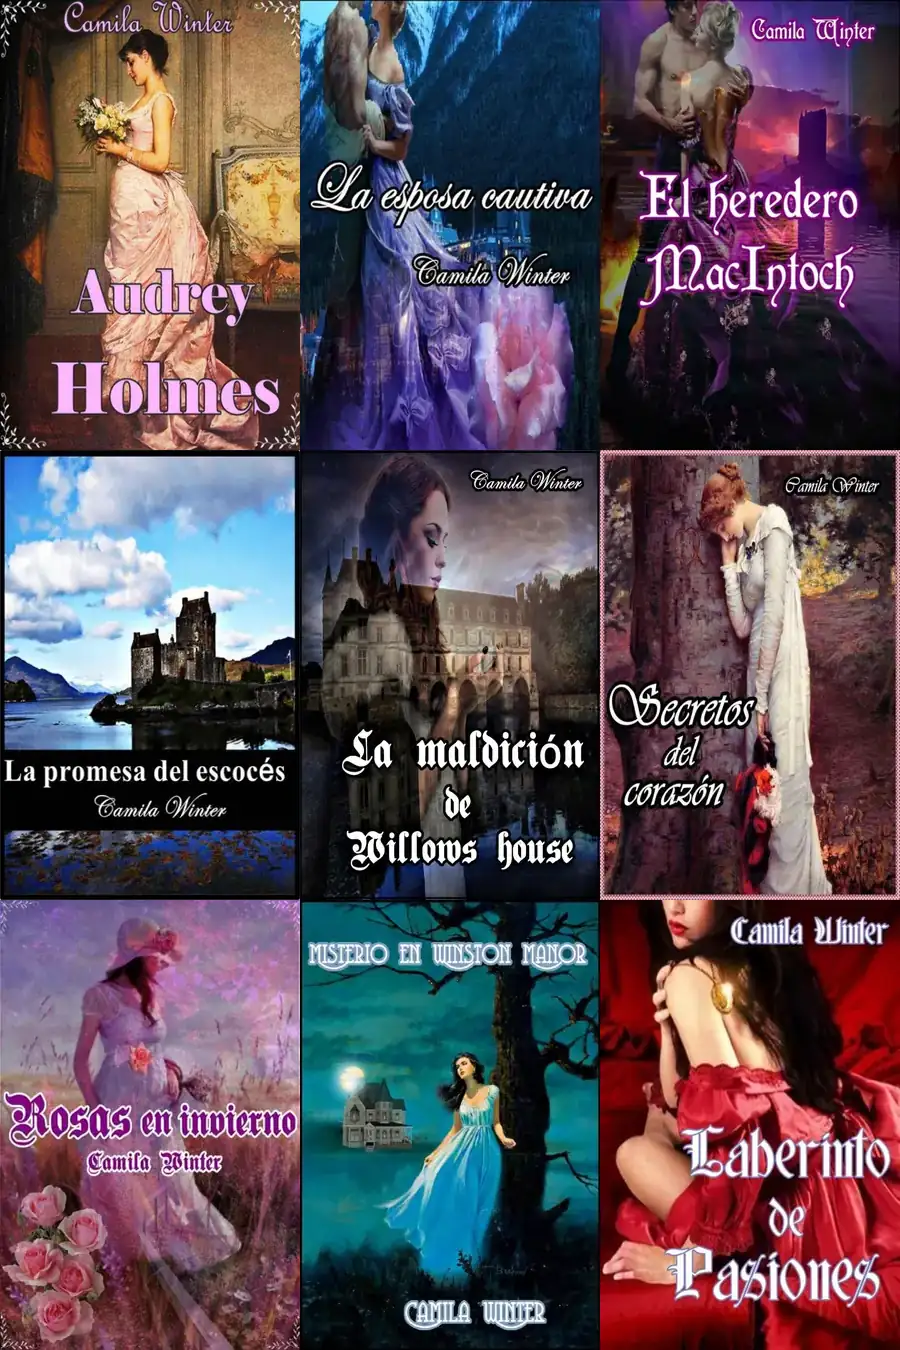 Camila Winter
Audrey
Holmes
La esposa cautiva
Camila Winter
Camila Winter
El heredero
MacIntoch
La promesa del escocés
Camila Winter
Camila Winter
La maldición
de
Willows house
Camila Winter
Secretos
del
corazón
Rosas en invierno
Camila Winter
MISTERIO EN WINSTON MANOR
CAMILA WINTER
Camila Winter
Laberinto
de
Pasiones